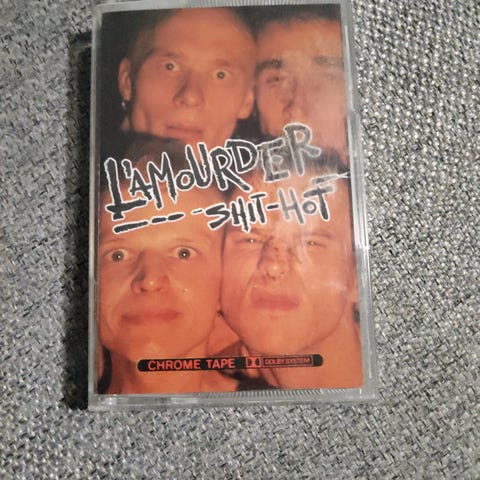 L'AMOURDER
SHIT-HOT
CHROME TAPE DOLBY SYSTEM